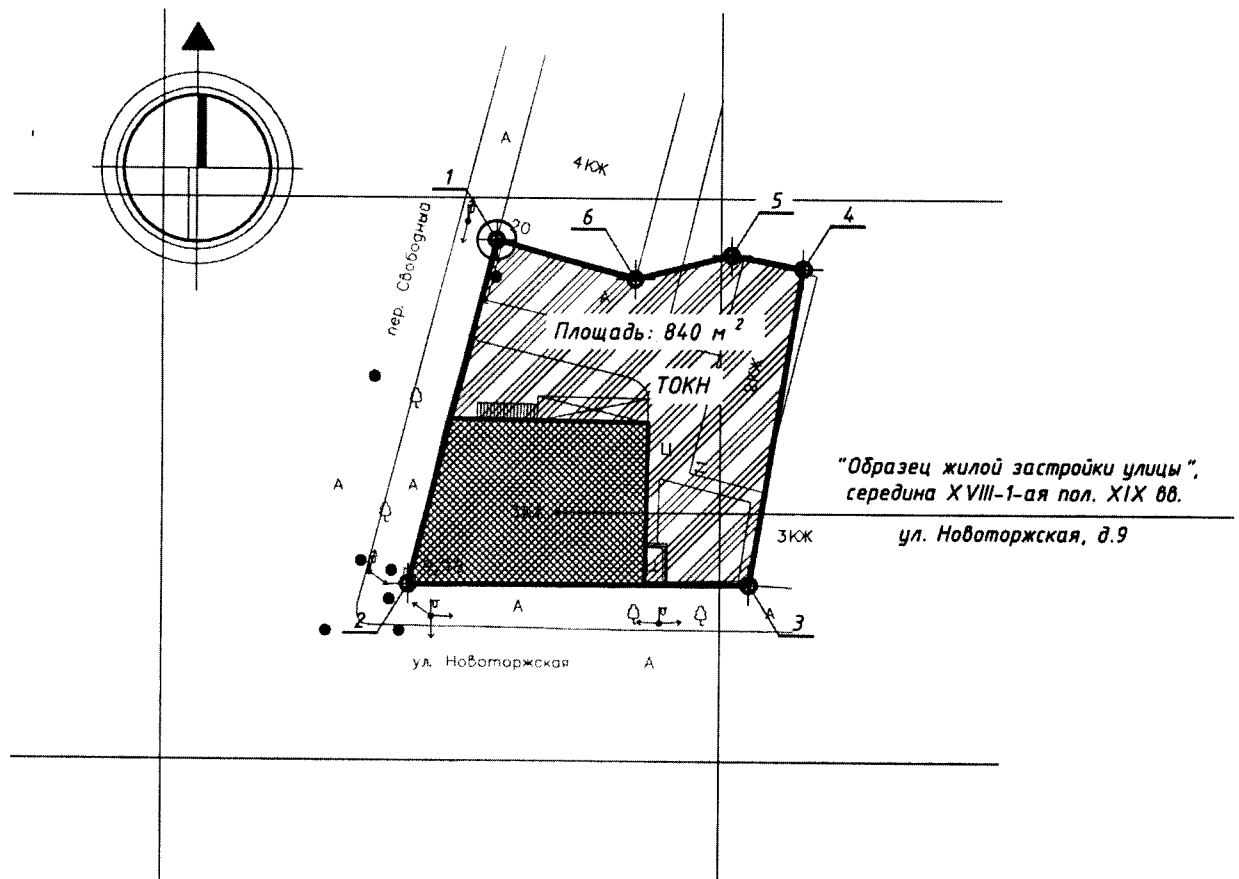 А
4КЖ
1
5
6
4
20
пер. Свободный
А
Площадь: 840 м²
ТОКН
8КЖ
"Образец жилой застройки улицы",
середина XVIII-1-ая пол. XIX вв.
А
А
3КЖ
ул. Новоторжская, д.9
2
А
А
3
ул. Новоторжская
А